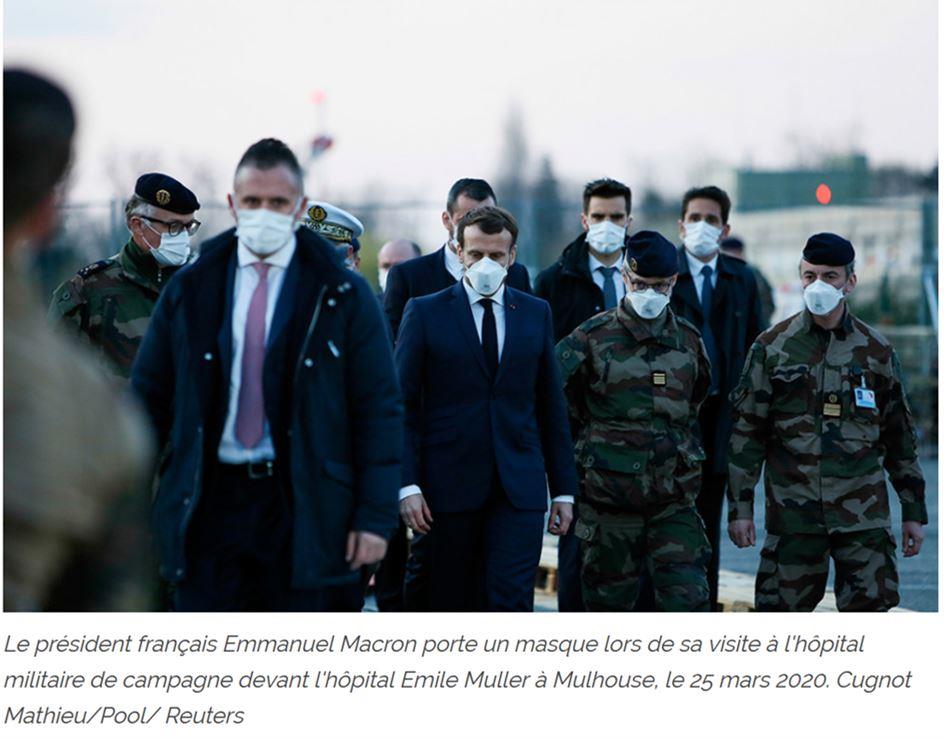 Le président français Emmanuel Macron porte un masque lors de sa visite à l'hôpital
militaire de campagne devant l'hôpital Emile Muller à Mulhouse, le 25 mars 2020. Cugnot
Mathieu/Pool/ Reuters